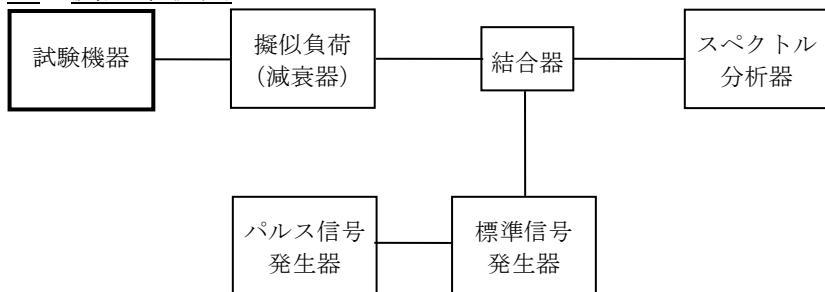 試験機器
擬似負荷
(減衰器)
結合器
スペクトル
分析器
パルス信号
発生器
標準信号
発生器